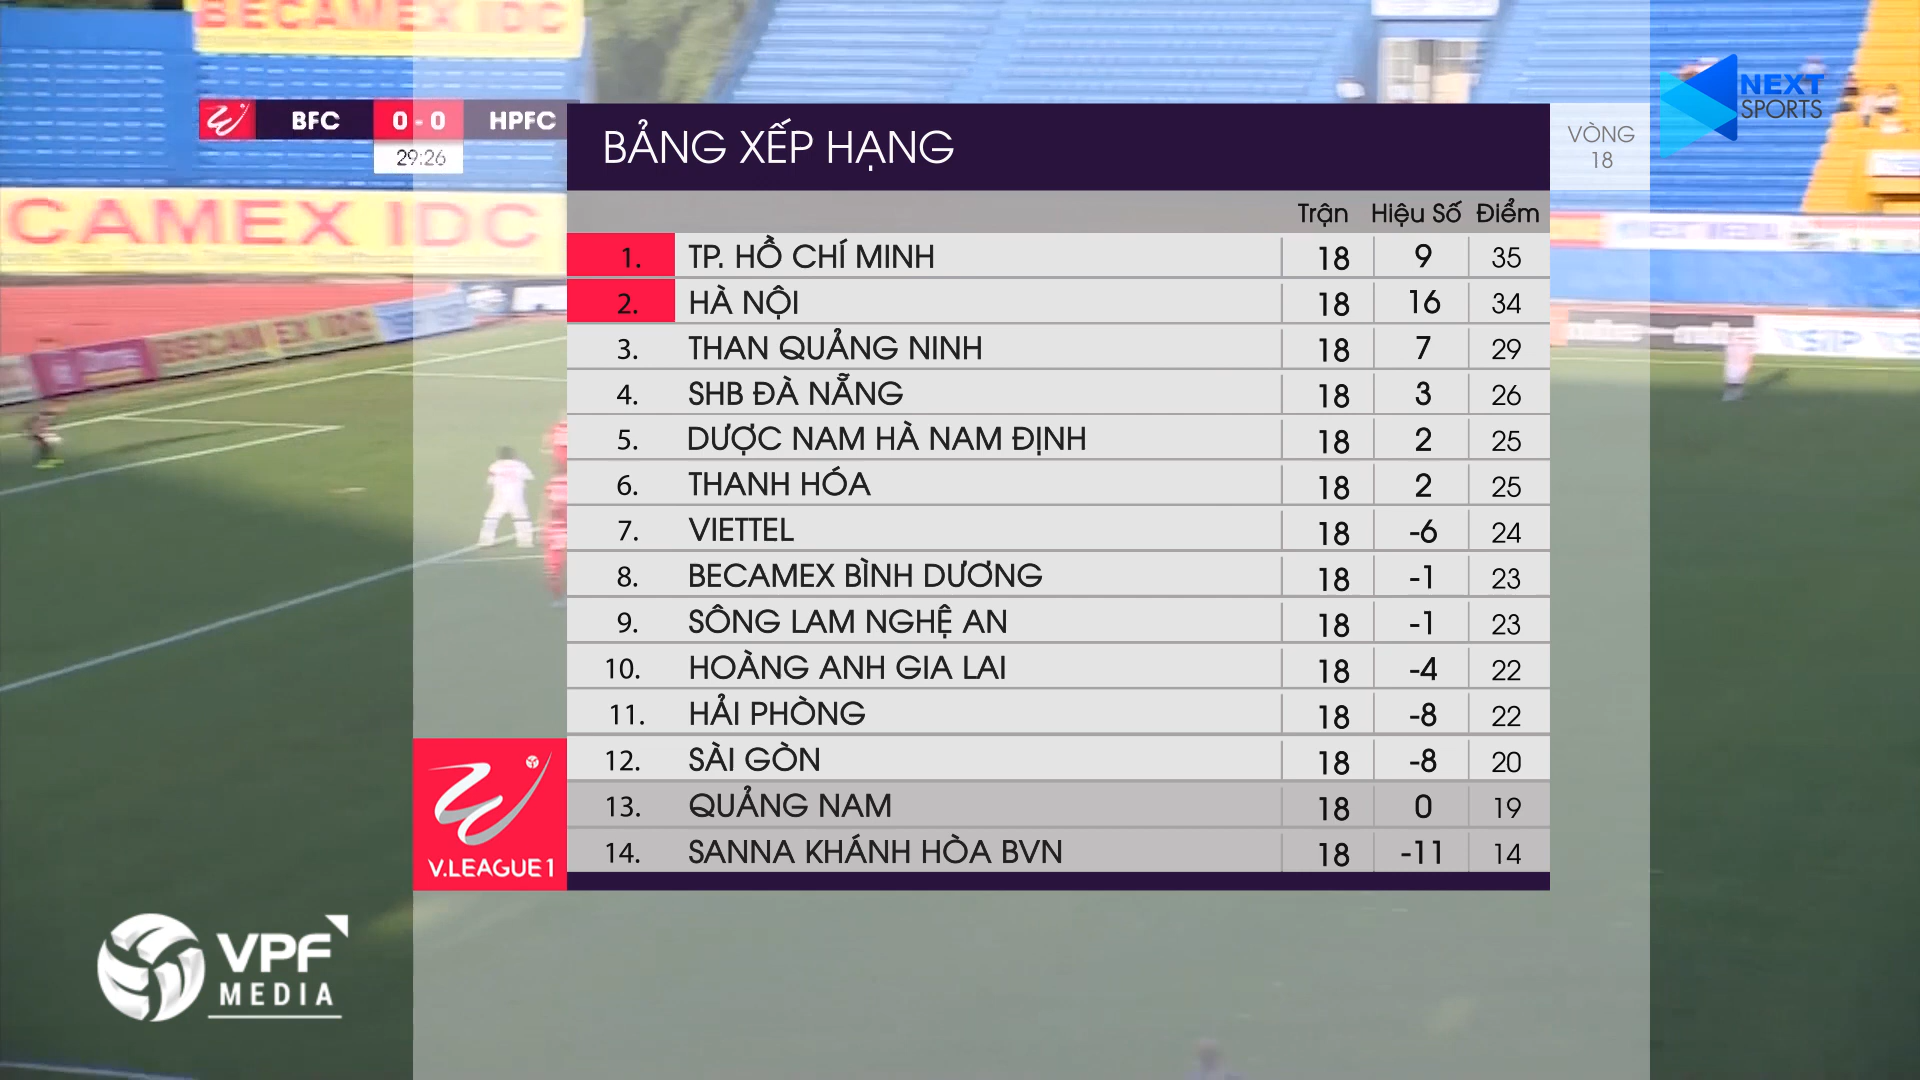 BECAMEX IDC
BFC 0 - 0 HPFC
29:26
NEXT
SPORTS
BẢNG XẾP HẠNG
VÒNG
18
Trận Hiệu Số Điểm
1. TP. HỒ CHÍ MINH 18 9 35
2. HÀ NỘI 18 16 34
3. THAN QUẢNG NINH 18 7 29
4. SHB ĐÀ NẴNG 18 3 26
5. DƯỢC NAM HÀ NAM ĐỊNH 18 2 25
6. THANH HÓA 18 2 25
7. VIETTEL 18 -6 24
8. BECAMEX BÌNH DƯƠNG 18 -1 23
9. SÔNG LAM NGHỆ AN 18 -1 23
10. HOÀNG ANH GIA LAI 18 -4 22
11. HẢI PHÒNG 18 -8 22
12. SÀI GÒN 18 -8 20
13. QUẢNG NAM 18 0 19
14. SANNA KHÁNH HÒA BVN 18 -11 14
CAMEX IDC
BECAMEX IDC
V.LEAGUE 1
VPF
MEDIA